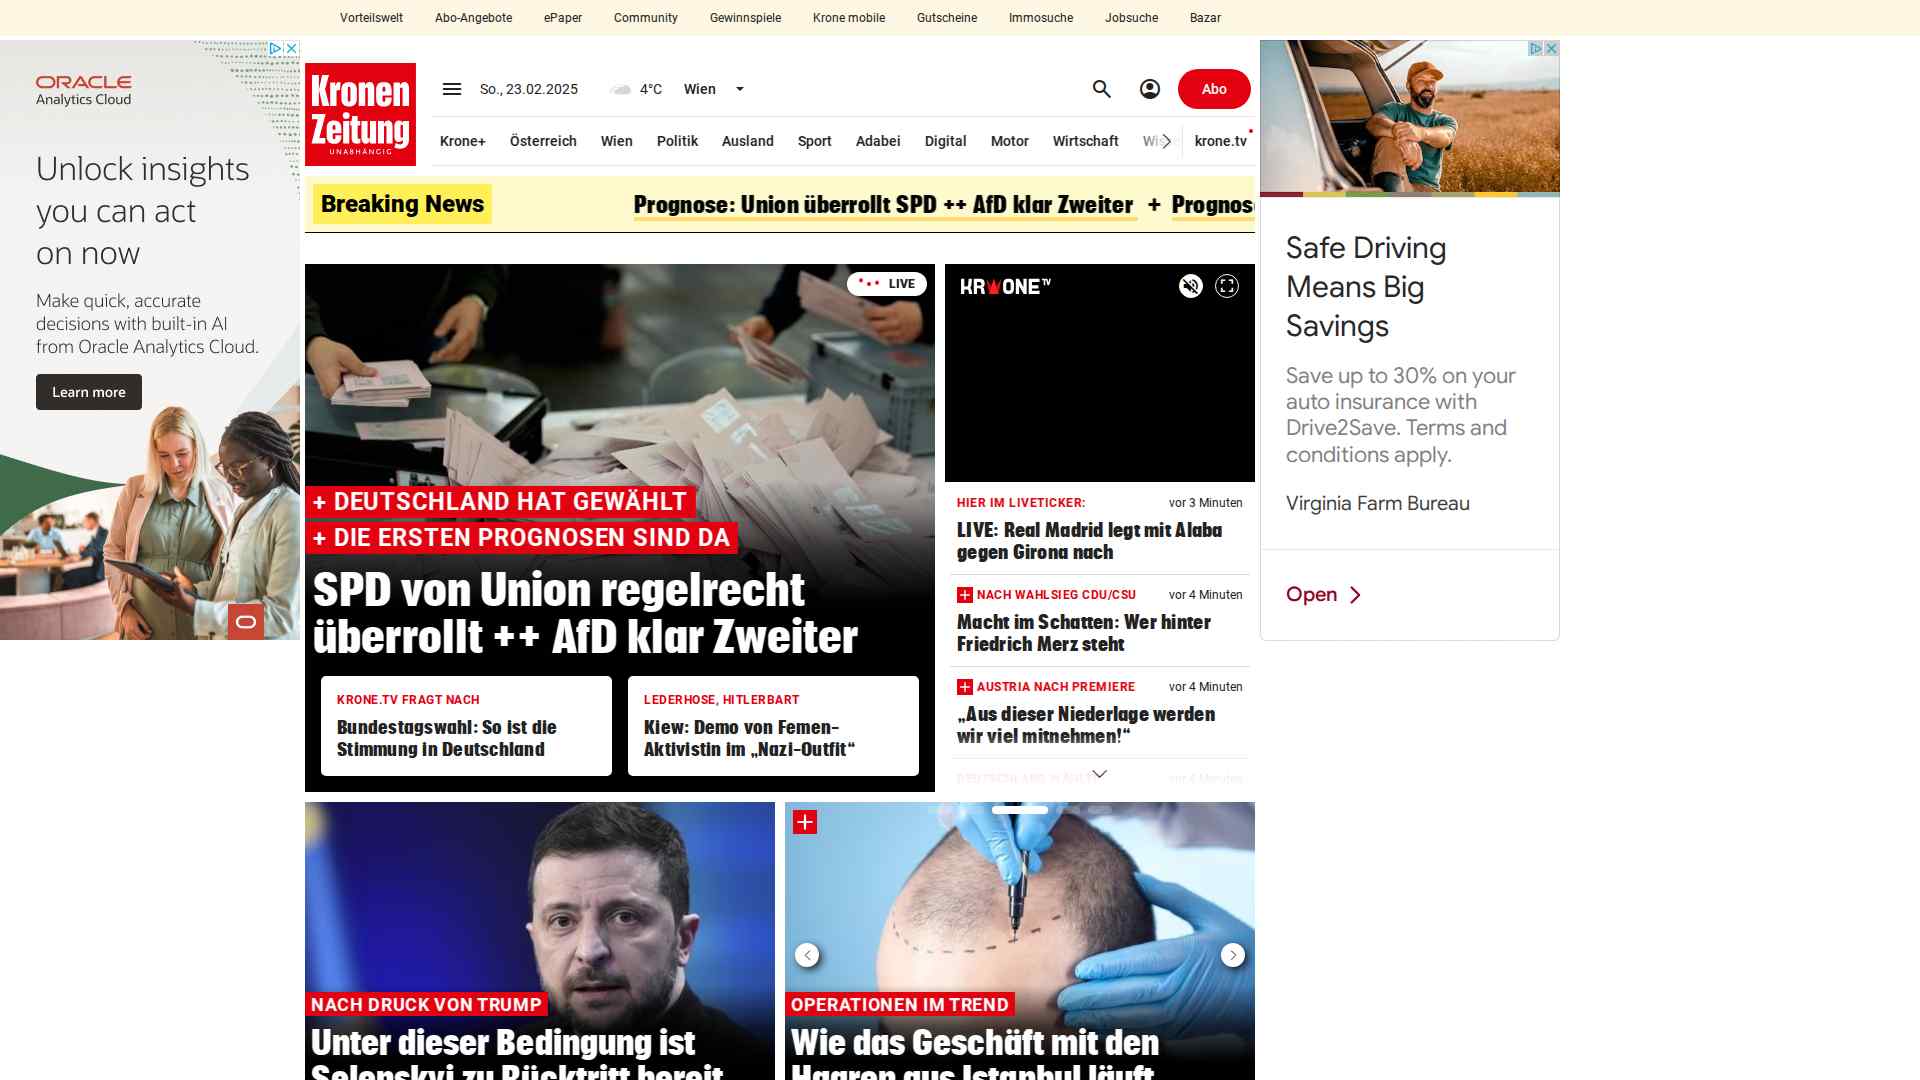 Vorteilswelt Abo-Angebote ePaper Community Gewinnspiele Krone mobile Gutscheine Immosuche Jobsuche Bazar
ORACLE
Analytics Cloud
Unlock insights
you can act
on now
Make quick, accurate
decisions with built-in AI
from Oracle Analytics Cloud.
Learn more
Kronen
Zeitung
UNABHÄNGIG
So., 23.02.2025 4°C Wien
Abo
Krone+ Österreich Wien Politik Ausland Sport Adabei Digital Motor Wirtschaft krone.tv
Breaking News
Prognose: Union überrollt SPD ++ AfD klar Zweiter + Prognos
LIVE
+ DEUTSCHLAND HAT GEWÄHLT
+ DIE ERSTEN PROGNOSEN SIND DA
SPD von Union regelrecht
überrollt ++ AfD klar Zweiter
KRONE.TV FRAGT NACH
Bundestagswahl: So ist die
Stimmung in Deutschland
LEDERHOSE, HITLERBART
Kiew: Demo von Femen-
Aktivistin im „Nazi-Outfit“
KRONE TV
HIER IM LIVETICKER: vor 3 Minuten
LIVE: Real Madrid legt mit Alaba
gegen Girona nach
NACH WAHLSIEG CDU/CSU vor 4 Minuten
Macht im Schatten: Wer hinter
Friedrich Merz steht
AUSTRIA NACH PREMIERE vor 4 Minuten
„Aus dieser Niederlage werden
wir viel mitnehmen!“
DEUTSCHLAND WÄHLT vor 4 Minuten
Safe Driving
Means Big
Savings
Save up to 30% on your
auto insurance with
Drive2Save. Terms and
conditions apply.
Virginia Farm Bureau
Open
NACH DRUCK VON TRUMP
Unter dieser Bedingung ist
Selenskyj zu Rücktritt bereit
OPERATIONEN IM TREND
Wie das Geschäft mit den
Haaren aus Istanbul läuft